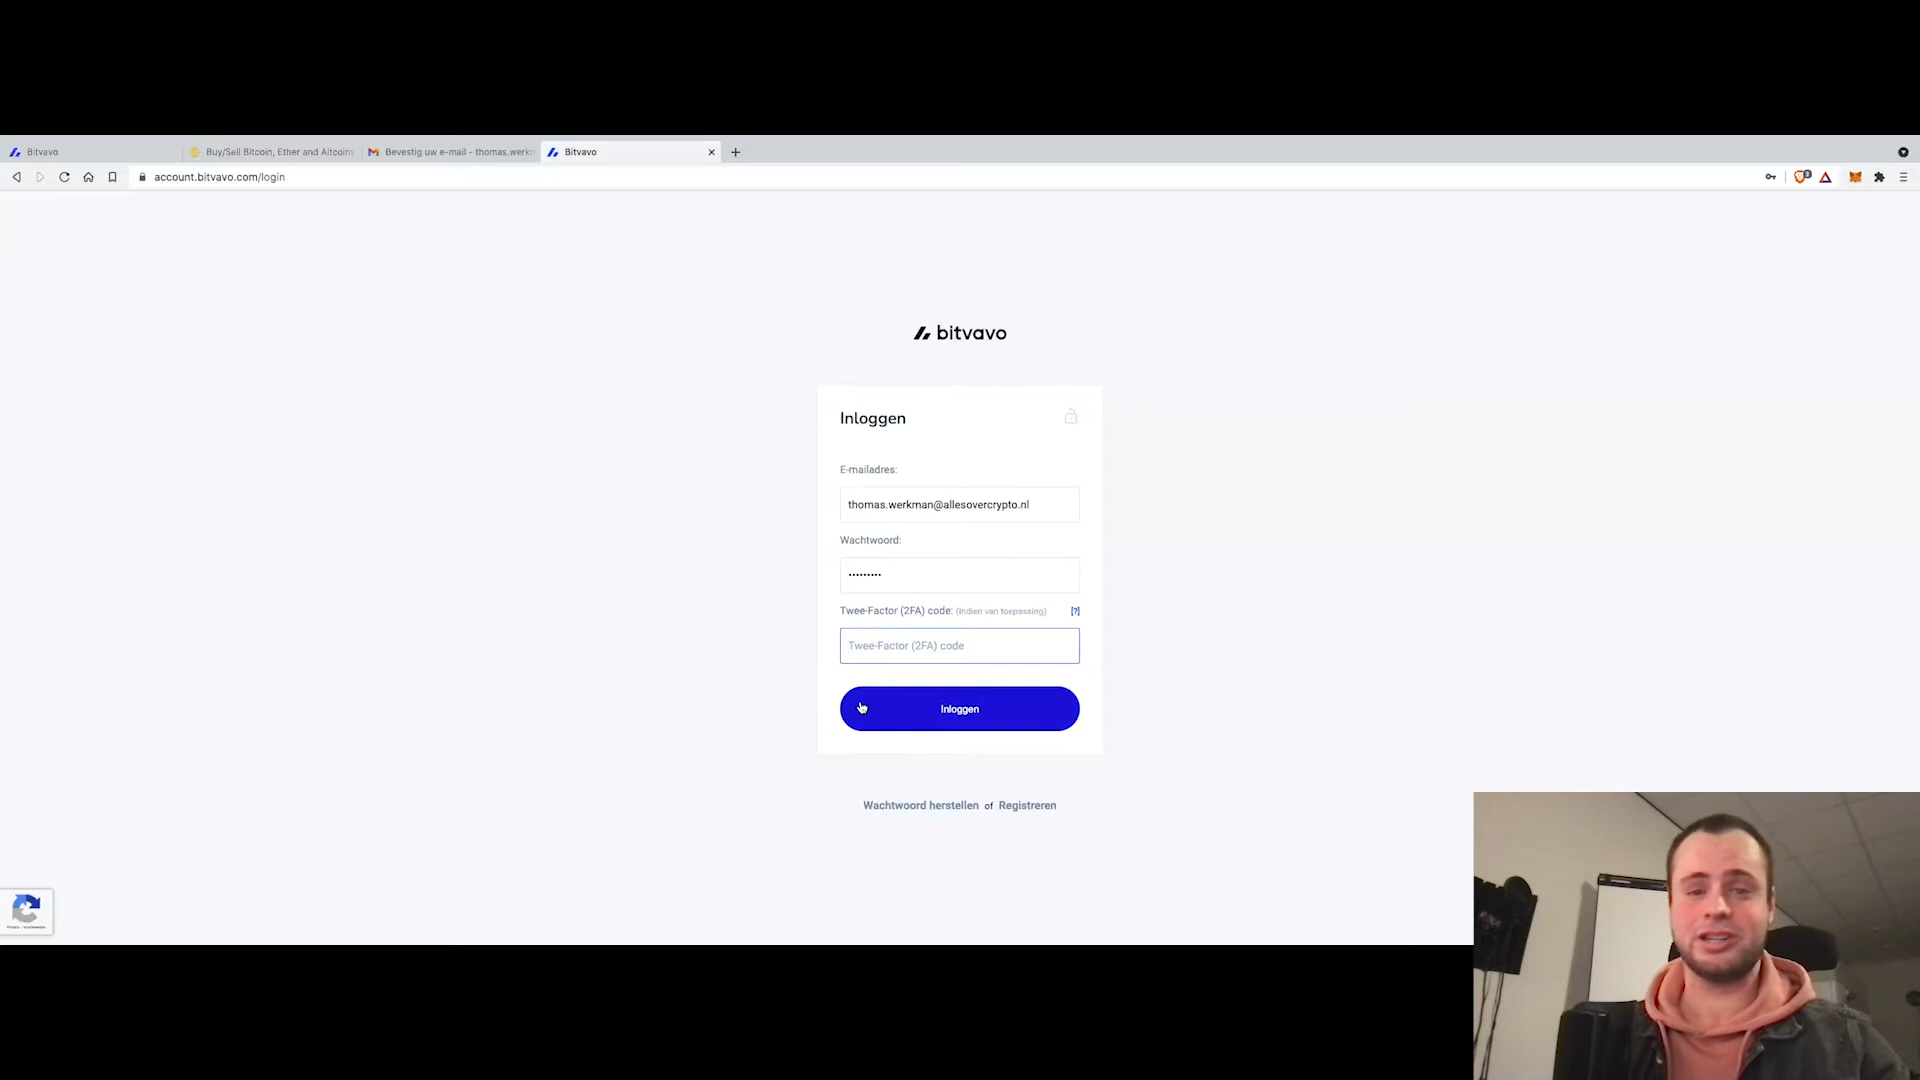 Bitvavo
Buy/Sell Bitcoin, Ether and Altcoins
Bevestig uw e-mail - thomas.werkn
Bitvavo
account.bitvavo.com/login
bitvavo
Inloggen
E-mailadres:
thomas.werkman@allesovercrypto.nl
Wachtwoord:
•••••••••
Twee-Factor (2FA) code: (Indien van toepassing) [?]
Twee-Factor (2FA) code
Inloggen
Wachtwoord herstellen of Registreren